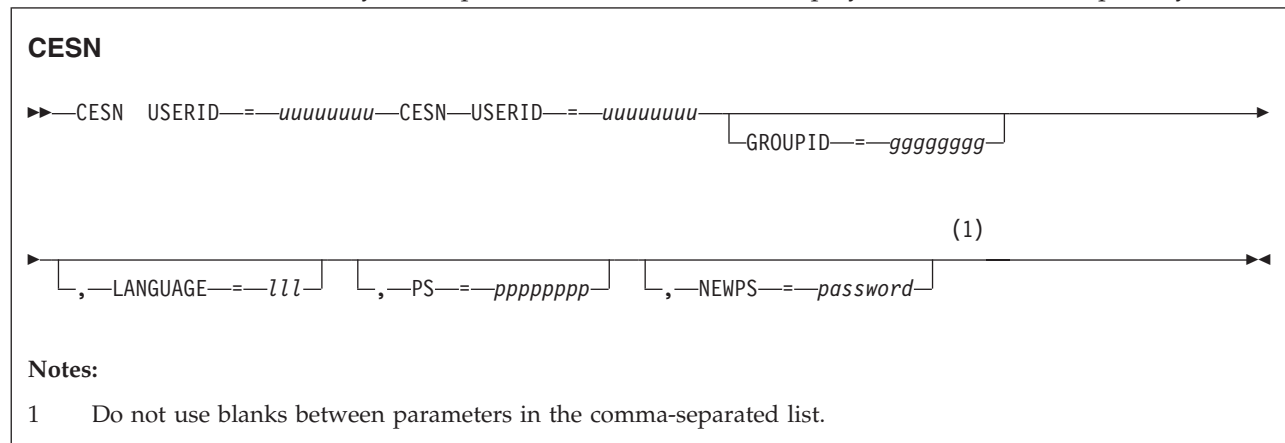 CESN
CESN USERID = uuuuuuuu CESN USERID = uuuuuuuu
GROUPID = gggggggg
(1)
, LANGUAGE = lll , PS = pppppppp , NEWPS = password
Notes:
1 Do not use blanks between parameters in the comma-separated list.